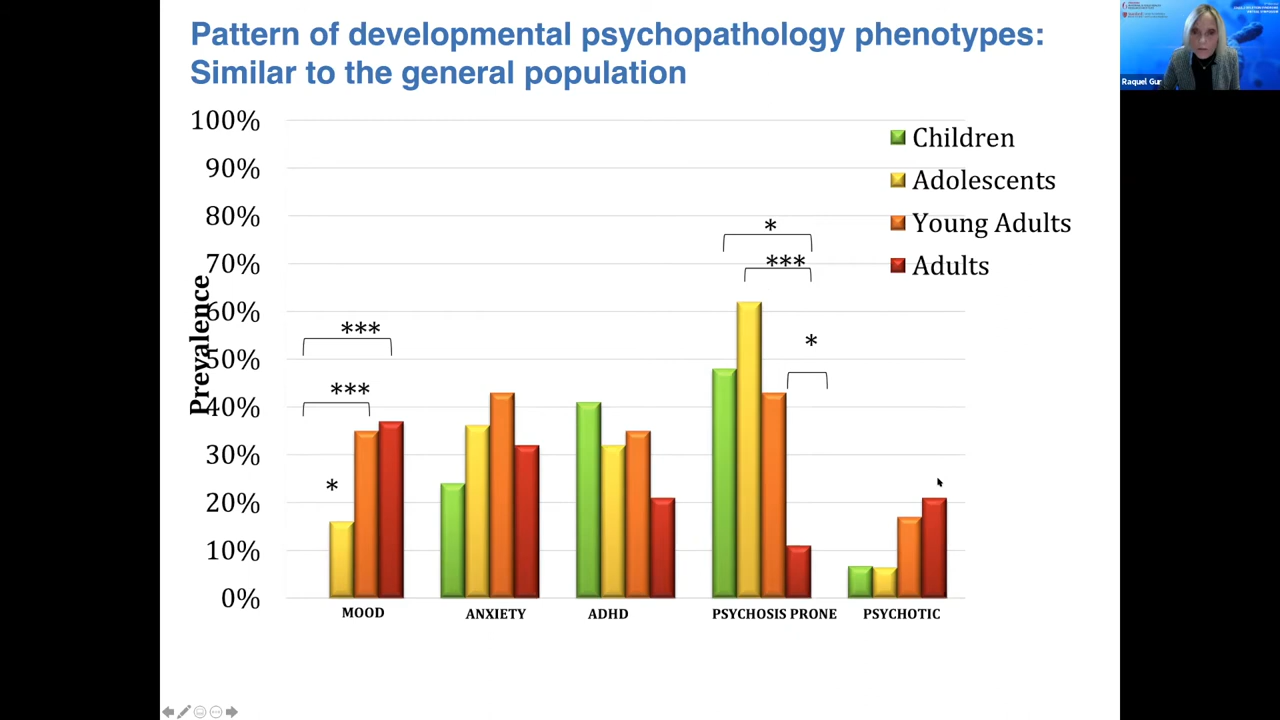 Pattern of developmental psychopathology phenotypes:
Similar to the general population
100%
90%
80%
70%
60%
50%
40%
30%
20%
10%
0%
Prevalence
Children
Adolescents
Young Adults
Adults
*
***
***
***
*
*
MOOD
ANXIETY
ADHD
PSYCHOSIS PRONE
PSYCHOTIC
Raquel Gur